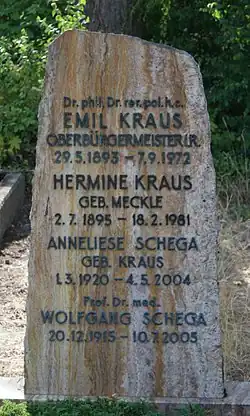 Dr. phil. Dr. rer. pol. h.c.
EMIL KRAUS
OBERBÜRGERMEISTER I.R.
29.5.1893 – 7.9.1972
HERMINE KRAUS
GEB. MECKLE
2.7.1895 – 18.2.1981
ANNELIESE SCHEGA
GEB. KRAUS
1.3.1920 – 4.5.2004
Prof. Dr. med.
WOLFGANG SCHEGA
20.12.1915 – 10.7.2005